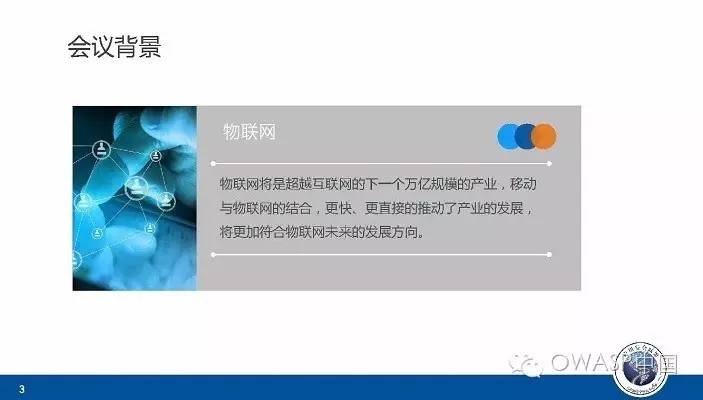 会议背景
物联网
物联网将是超越互联网的下一个万亿规模的产业，移动
与物联网的结合，更快、更直接的推动了产业的发展，
将更加符合物联网未来的发展方向。
3
OWASP中国